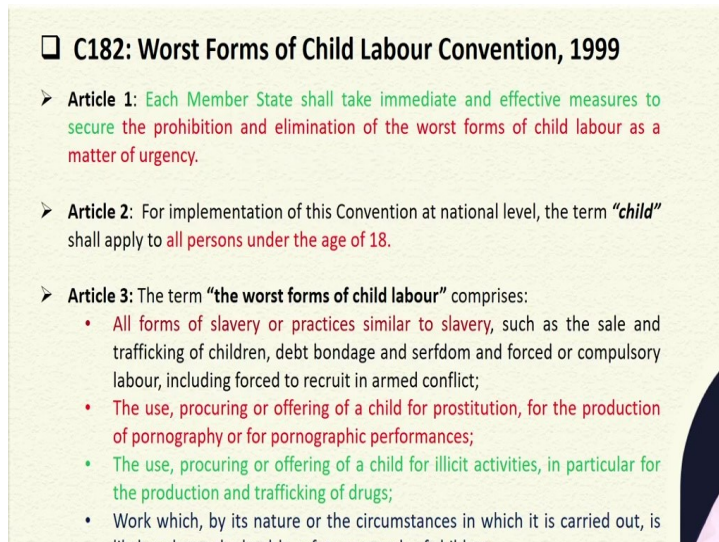 ❑ C182: Worst Forms of Child Labour Convention, 1999
➢ Article 1: Each Member State shall take immediate and effective measures to
secure the prohibition and elimination of the worst forms of child labour as a
matter of urgency.
➢ Article 2: For implementation of this Convention at national level, the term “child”
shall apply to all persons under the age of 18.
➢ Article 3: The term “the worst forms of child labour” comprises:
• All forms of slavery or practices similar to slavery, such as the sale and
trafficking of children, debt bondage and serfdom and forced or compulsory
labour, including forced to recruit in armed conflict;
• The use, procuring or offering of a child for prostitution, for the production
of pornography or for pornographic performances;
• The use, procuring or offering of a child for illicit activities, in particular for
the production and trafficking of drugs;
• Work which, by its nature or the circumstances in which it is carried out, is